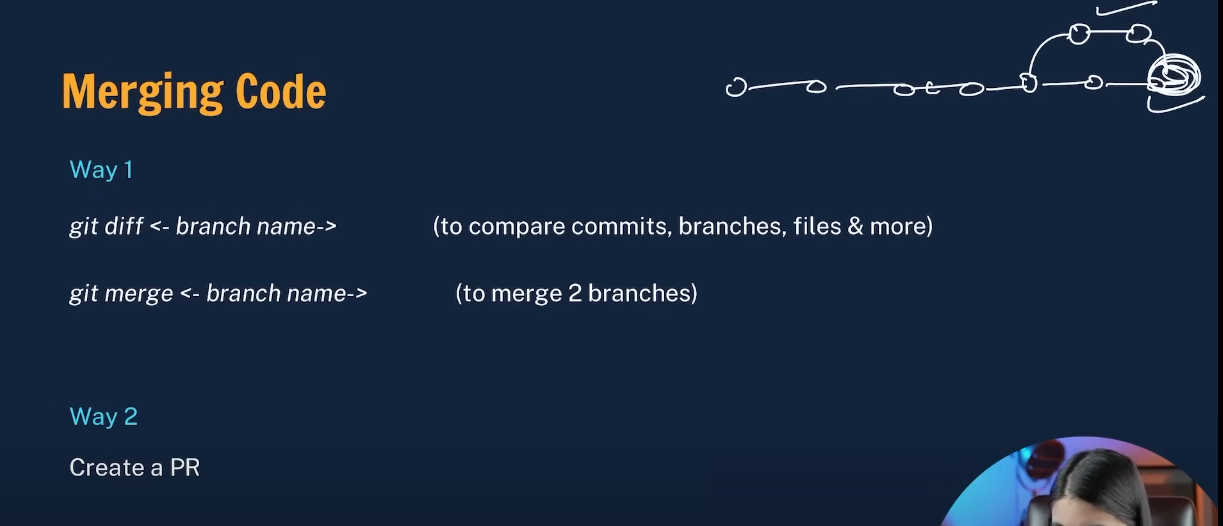 Merging Code
Way 1
git diff <- branch name-> (to compare commits, branches, files & more)
git merge <- branch name-> (to merge 2 branches)
Way 2
Create a PR